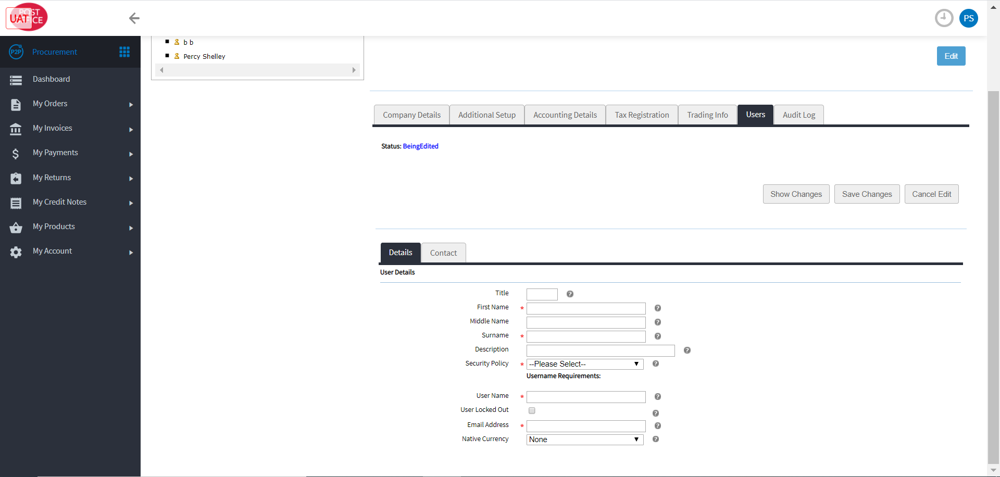 POST
OFFICE
UAT
PS
P2P
Procurement
Dashboard
My Orders
My Invoices
My Payments
My Returns
My Credit Notes
My Products
My Account
b b
Percy Shelley
Edit
Company Details
Additional Setup
Accounting Details
Tax Registration
Trading Info
Users
Audit Log
Status: BeingEdited
Show Changes
Save Changes
Cancel Edit
Details
Contact
User Details
Title
?
First Name *
?
Middle Name
?
Surname *
?
Description
?
Security Policy * --Please Select--
?
Username Requirements:
User Name *
?
User Locked Out
?
Email Address *
?
Native Currency None
?